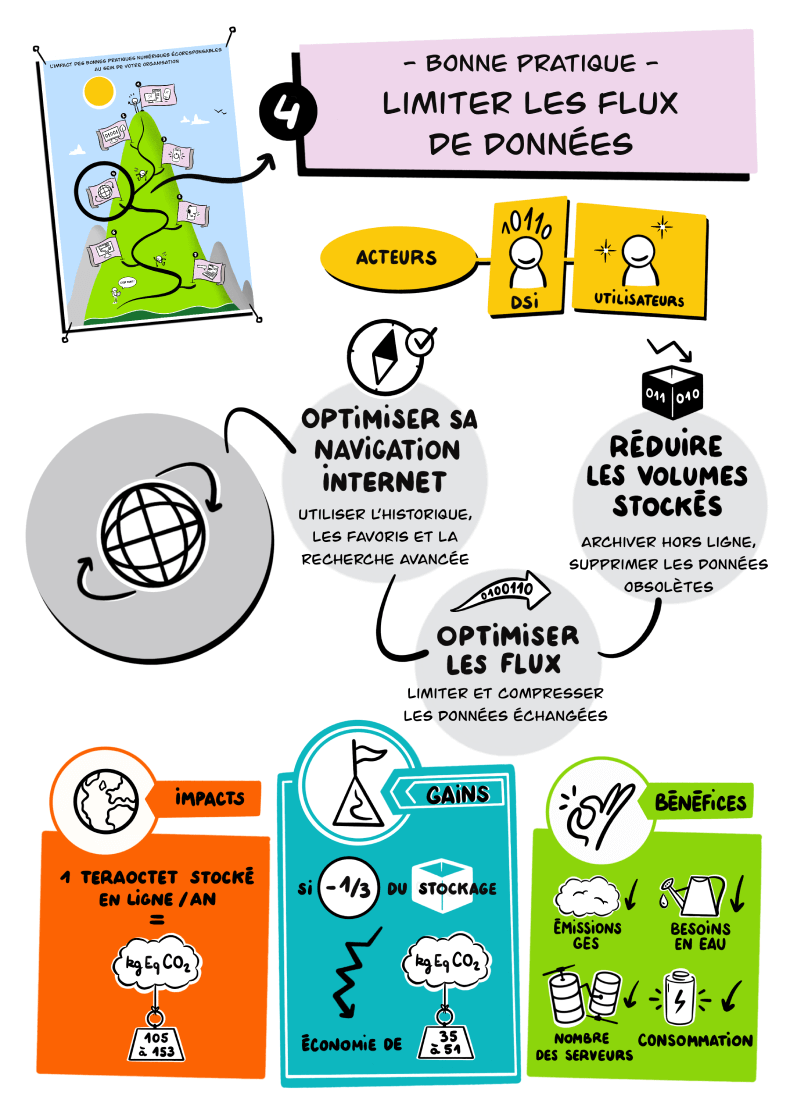 L'IMPACT DES BONNES PRATIQUES NUMÉRIQUES ÉCORESPONSABLES
AU SEIN DE VOTRE ORGANISATION
4
- BONNE PRATIQUE -
LIMITER LES FLUX
DE DONNÉES
ACTEURS
10110
DSi
UTILISATEURS
011 010
OPTiMiSER SA
NAViGATiON
iNTERNET
UTILISER L'HISTORIQUE,
LES FAVORIS ET LA
RECHERCHE AVANCÉE
RÉDUiRE
LES VOLUMES
STOCKÉS
ARCHIVER HORS LIGNE,
SUPPRIMER LES DONNÉES
OBSOLÈTES
0100110
OPTiMiSER
LES FLUX
LIMITER ET COMPRESSER
LES DONNÉES ÉCHANGÉES
iMPACTS
1 TERAOCTET STOCKÉ
EN LiGNE / AN
=
kg Eq CO2
105
à 153
GAiNS
Si -1/3 DU STOCKAGE
kg Eq CO2
ÉCONOMiE DE
35
à 51
BÉNÉFiCES
ÉMiSSiONS
GES
BESOiNS
EN EAU
NOMBRE
DES SERVEURS
CONSOMMATiON